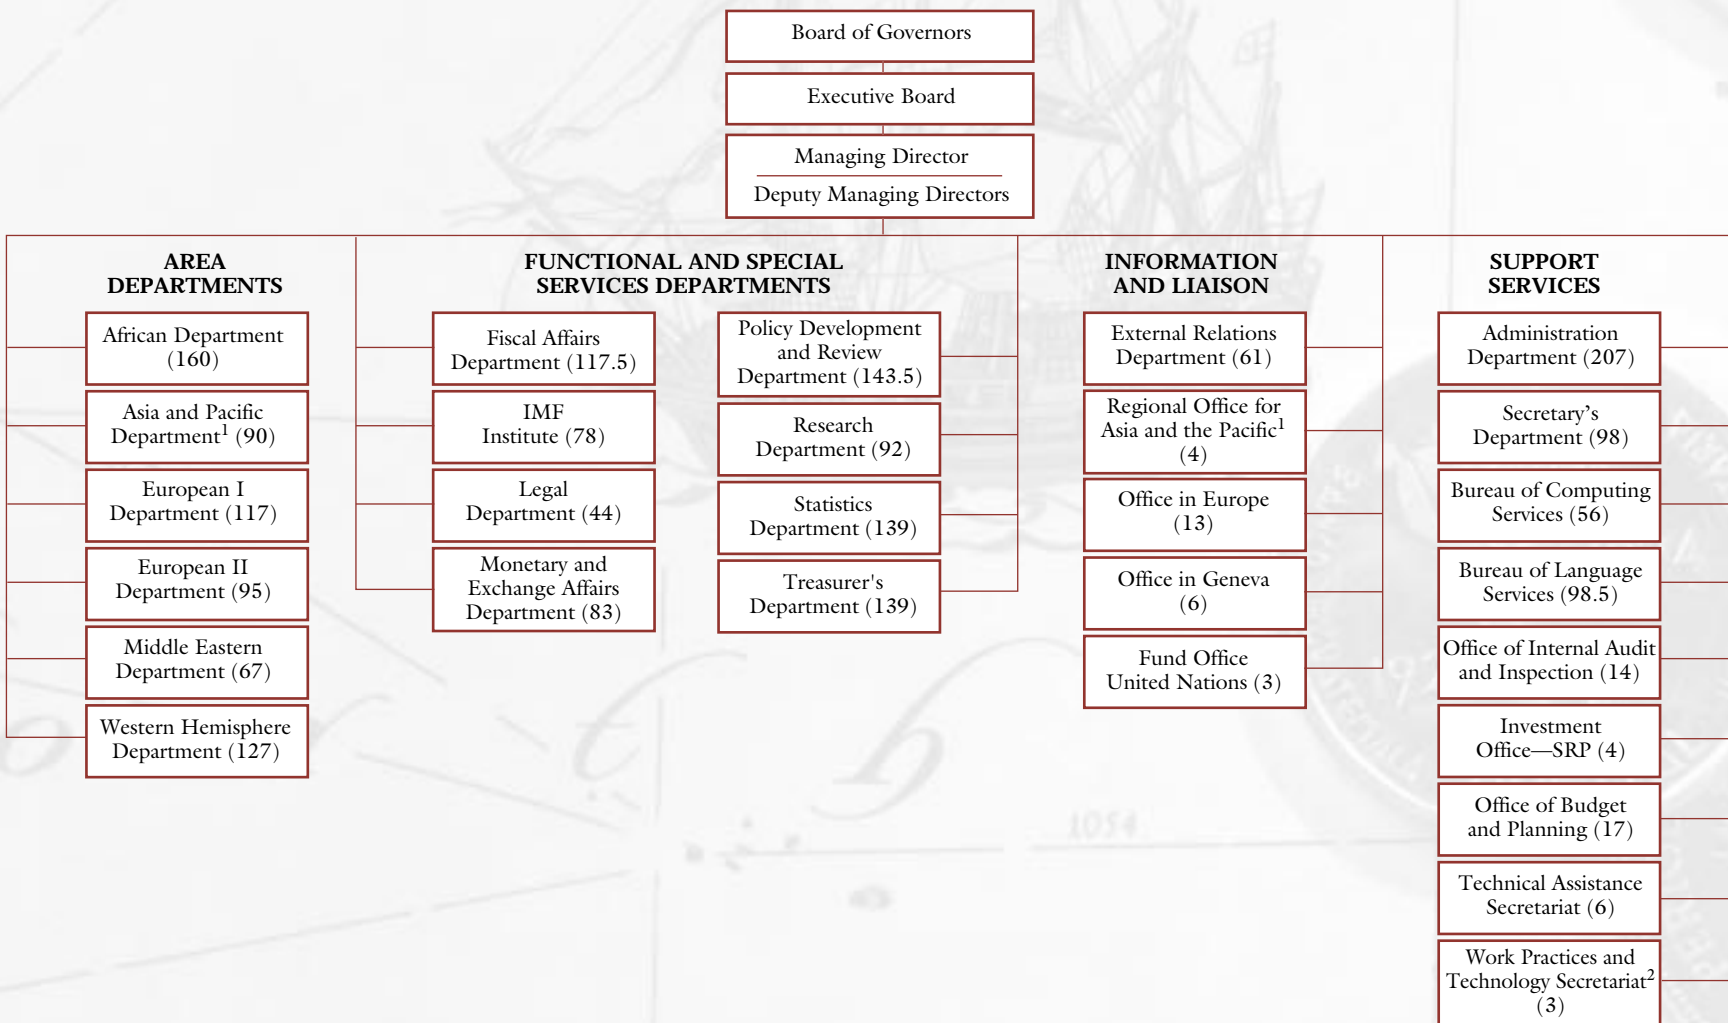 Board of Governors
Executive Board
Managing Director
Deputy Managing Directors
AREA
DEPARTMENTS
African Department
(160)
Asia and Pacific
Department¹ (90)
European I
Department (117)
European II
Department (95)
Middle Eastern
Department (67)
Western Hemisphere
Department (127)
FUNCTIONAL AND SPECIAL
SERVICES DEPARTMENTS
Fiscal Affairs
Department (117.5)
IMF
Institute (78)
Legal
Department (44)
Monetary and
Exchange Affairs
Department (83)
Policy Development
and Review
Department (143.5)
Research
Department (92)
Statistics
Department (139)
Treasurer's
Department (139)
INFORMATION
AND LIAISON
External Relations
Department (61)
Regional Office for
Asia and the Pacific¹
(4)
Office in Europe
(13)
Office in Geneva
(6)
Fund Office
United Nations (3)
SUPPORT
SERVICES
Administration
Department (207)
Secretary’s
Department (98)
Bureau of Computing
Services (56)
Bureau of Language
Services (98.5)
Office of Internal Audit
and Inspection (14)
Investment
Office—SRP (4)
Office of Budget
and Planning (17)
Technical Assistance
Secretariat (6)
Work Practices and
Technology Secretariat²
(3)
1054